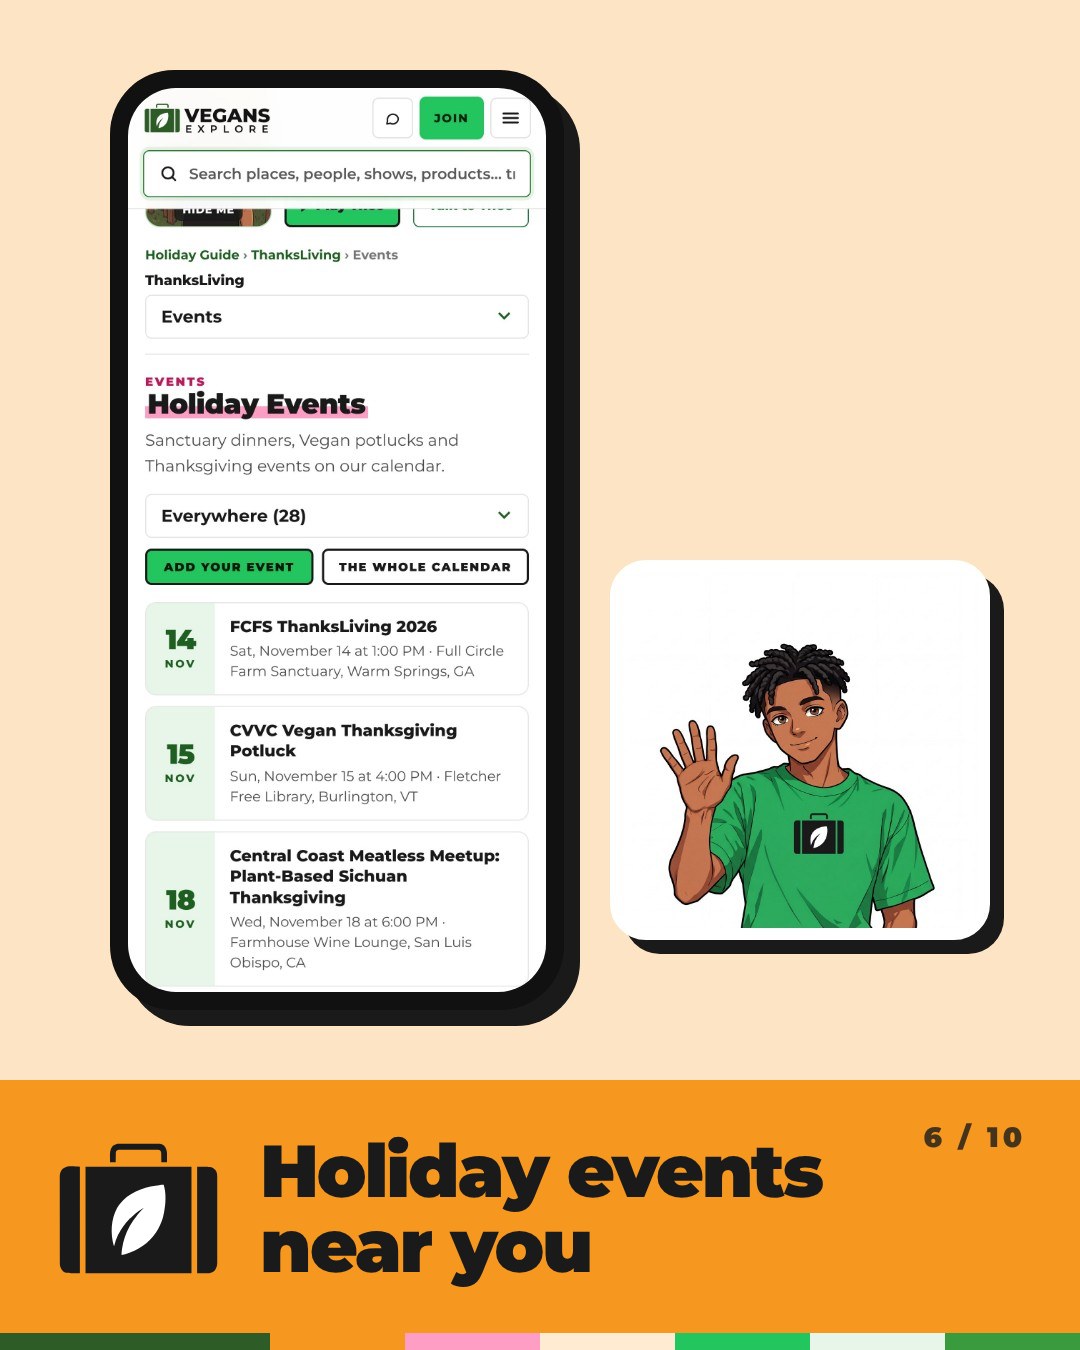 VEGANS
EXPLORE
JOIN
Search places, people, shows, products...
HIDE ME
Holiday Guide › ThanksLiving › Events
ThanksLiving
Events
EVENTS
Holiday Events
Sanctuary dinners, Vegan potlucks and
Thanksgiving events on our calendar.
Everywhere (28)
ADD YOUR EVENT
THE WHOLE CALENDAR
14
NOV
FCFS ThanksLiving 2026
Sat, November 14 at 1:00 PM · Full Circle
Farm Sanctuary, Warm Springs, GA
15
NOV
CVVC Vegan Thanksgiving
Potluck
Sun, November 15 at 4:00 PM · Fletcher
Free Library, Burlington, VT
18
NOV
Central Coast Meatless Meetup:
Plant-Based Sichuan
Thanksgiving
Wed, November 18 at 6:00 PM ·
Farmhouse Wine Lounge, San Luis
Obispo, CA
6 / 10
Holiday events
near you